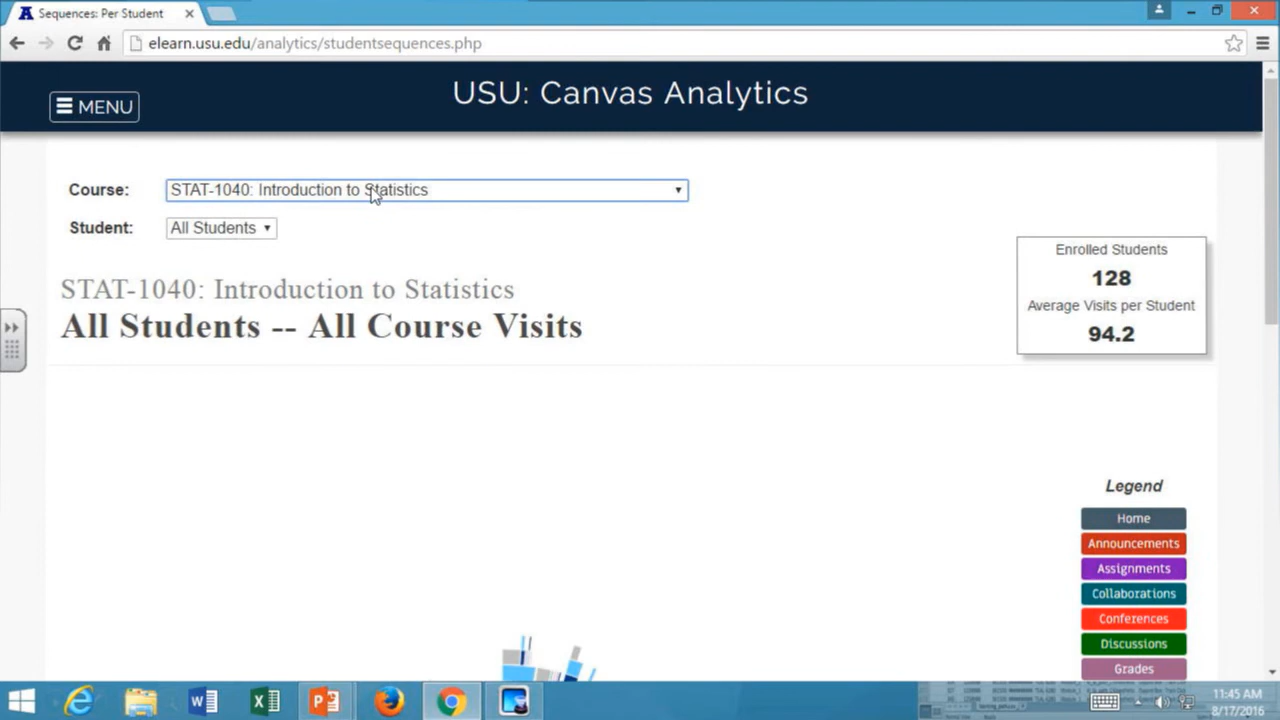 Sequences: Per Student
elearn.usu.edu/analytics/studentsequences.php
MENU
USU: Canvas Analytics
Course: STAT-1040: Introduction to Statistics
Student: All Students
Enrolled Students
128
Average Visits per Student
94.2
STAT-1040: Introduction to Statistics
All Students -- All Course Visits
Legend
Home
Announcements
Assignments
Collaborations
Conferences
Discussions
Grades
11:45 AM
8/17/2016